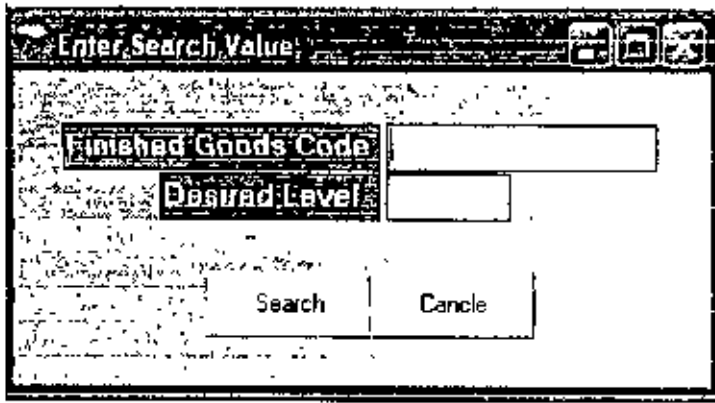 Enter Search Value
Finished Goods Code
Desired Level
Search Cancle